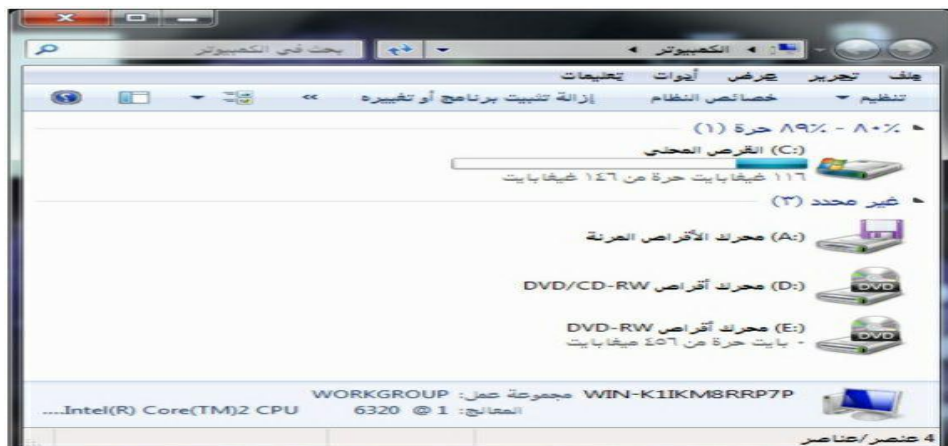 الكمبيوتر
بحث في الكمبيوتر
ملف تحرير عرض أدوات تعليمات
تنظيم خصائص النظام إزالة تثبيت برنامج أو تغييره »
٨٠٪ - ٨٩٪ حرة (١)
(C:) القرص المحلي
١١٦ غيغابايت حرة من ١٤٦ غيغابايت
غير محدد (٣)
(A:) محرك الأقراص المرنة
(D:) محرك أقراص DVD/CD-RW
(E:) محرك أقراص DVD-RW
٠ بايت حرة من ٤٥٦ ميغابايت
WIN-K1IKM8RRP7P مجموعة عمل: WORKGROUP
المعالج: Intel(R) Core(TM)2 CPU 6320 @ 1....
4 عنصر/عناصر